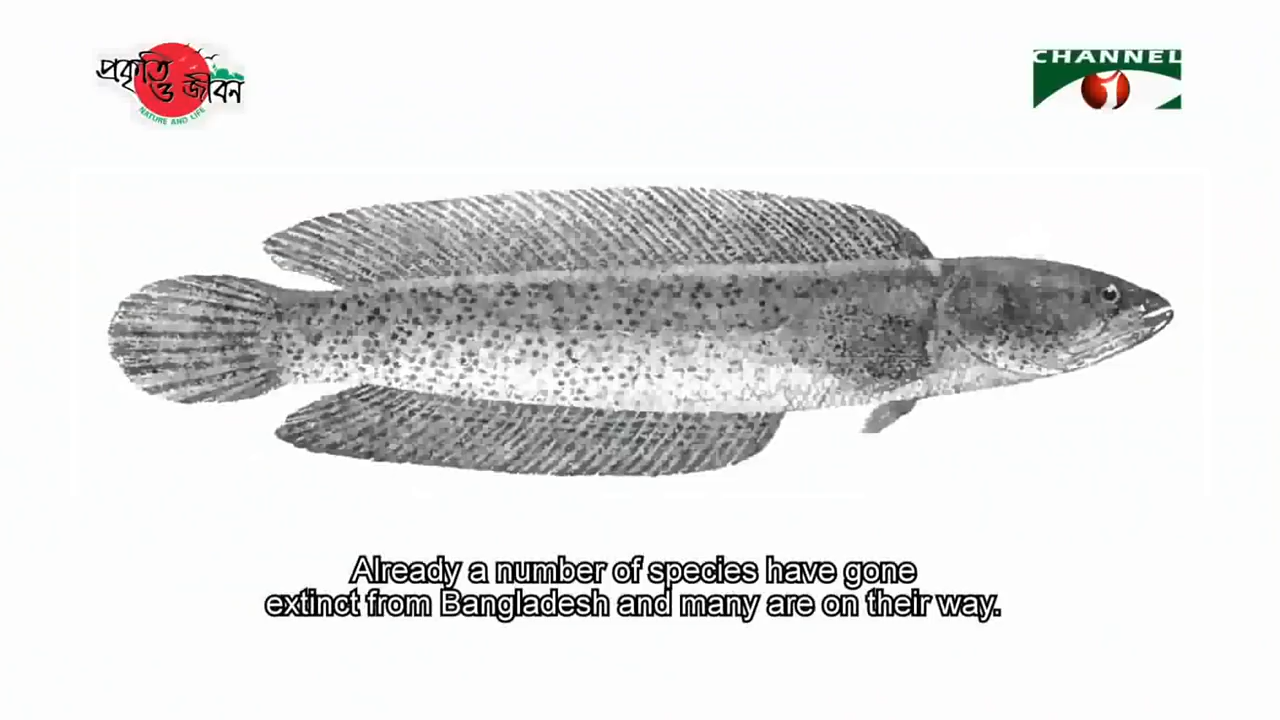 প্রকৃতি
ও জীবন
NATURE AND LIFE
CHANNEL
i
Already a number of species have gone
extinct from Bangladesh and many are on their way.